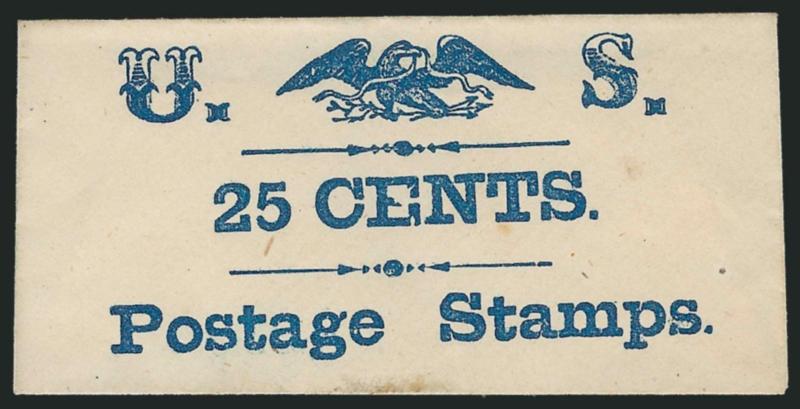 U. S.
25 CENTS.
Postage Stamps.